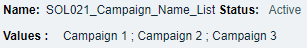 Name: SOL021_Campaign_Name_List Status: Active
Values : Campaign 1 ; Campaign 2 ; Campaign 3